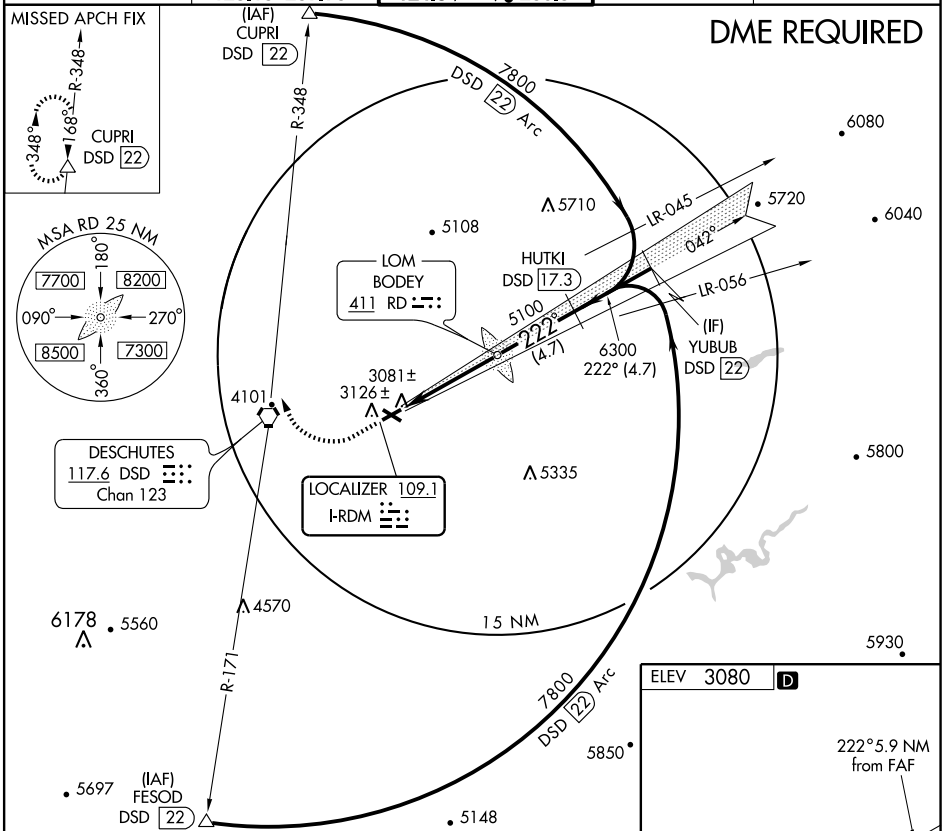 MISSED APCH FIX
R-348
348°
168°
CUPRI
DSD 22
(IAF)
CUPRI
DSD 22
R-348
7800
DSD 22 Arc
DME REQUIRED
6080
5710
LR-045
5720
6040
5108
042°
MSA RD 25 NM
180°
7700
8200
090°
270°
8500
7300
360°
LOM
BODEY
411 RD
HUTKI
DSD 17.3
LR-056
5100
222°
(4.7)
6300
222° (4.7)
(IF)
YUBUB
DSD 22
3081±
3126±
4101
DESCHUTES
117.6 DSD
Chan 123
LOCALIZER 109.1
I-RDM
5335
5800
4570
6178
5560
15 NM
R-171
5930
7800
DSD 22 Arc
ELEV 3080 D
5850
222° 5.9 NM
from FAF
5697
(IAF)
FESOD
DSD 22
5148